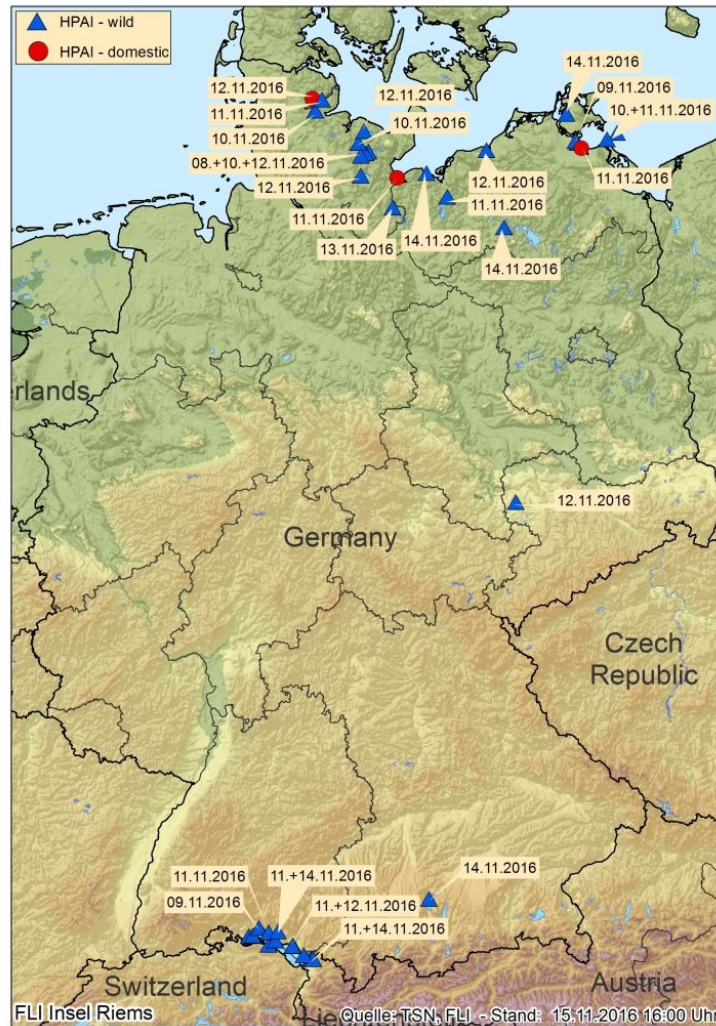 HPAI - wild
HPAI - domestic
14.11.2016
09.11.2016
10.+11.11.2016
12.11.2016
12.11.2016
11.11.2016
10.11.2016
10.11.2016
08.+10.+12.11.2016
12.11.2016
12.11.2016
11.11.2016
11.11.2016
11.11.2016
13.11.2016
14.11.2016
14.11.2016
erlands
12.11.2016
Germany
Czech
Republic
14.11.2016
11.11.2016
11.+14.11.2016
09.11.2016
11.+12.11.2016
11.+14.11.2016
Switzerland
Austria
FLI Insel Riems
Quelle: TSN, FLI - Stand: 15.11.2016 16:00 Uhr